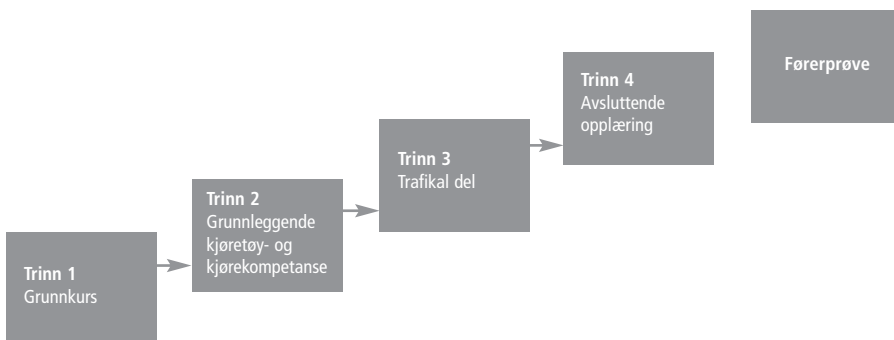 Trinn 1
Grunnkurs
Trinn 2
Grunnleggende
kjøretøy- og
kjørekompetanse
Trinn 3
Trafikal del
Trinn 4
Avsluttende
opplæring
Førerprøve